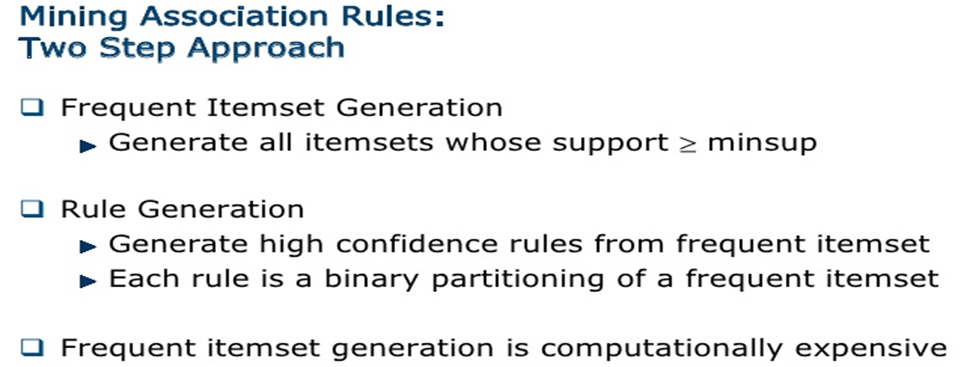 Mining Association Rules:
Two Step Approach
Frequent Itemset Generation
Generate all itemsets whose support ≥ minsup
Rule Generation
Generate high confidence rules from frequent itemset
Each rule is a binary partitioning of a frequent itemset
Frequent itemset generation is computationally expensive